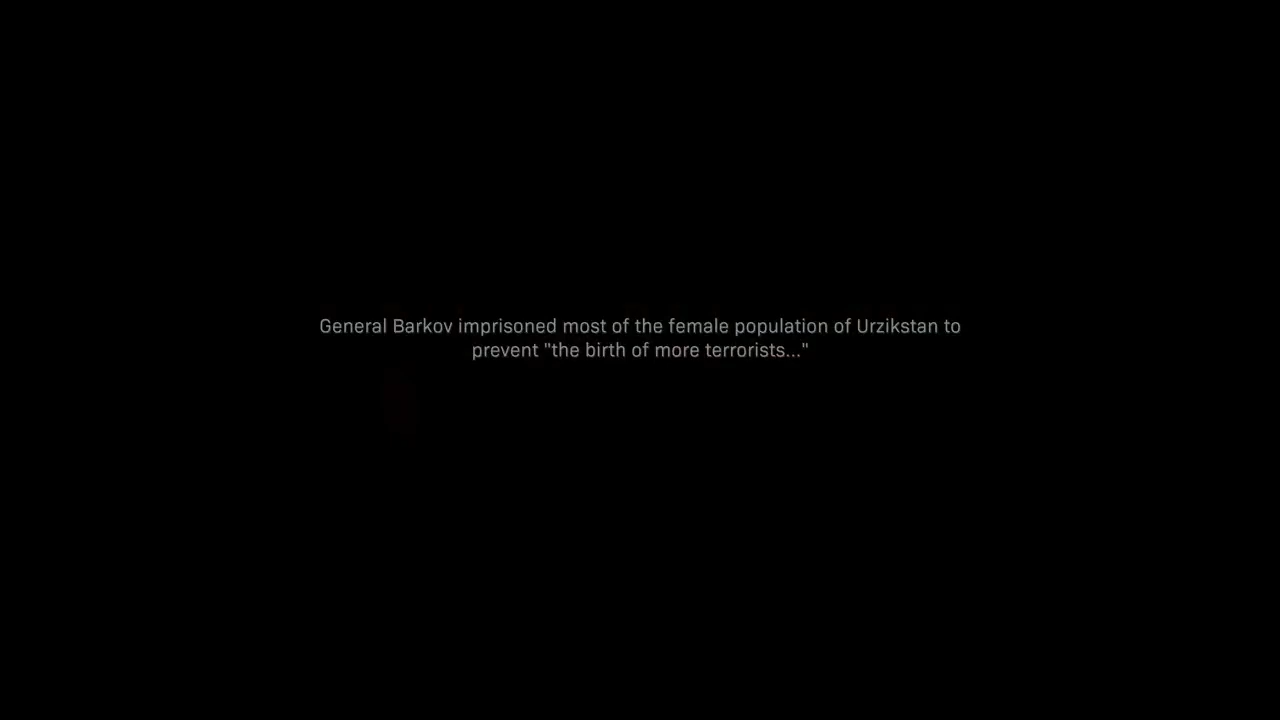 General Barkov imprisoned most of the female population of Urzikstan to
prevent "the birth of more terrorists..."